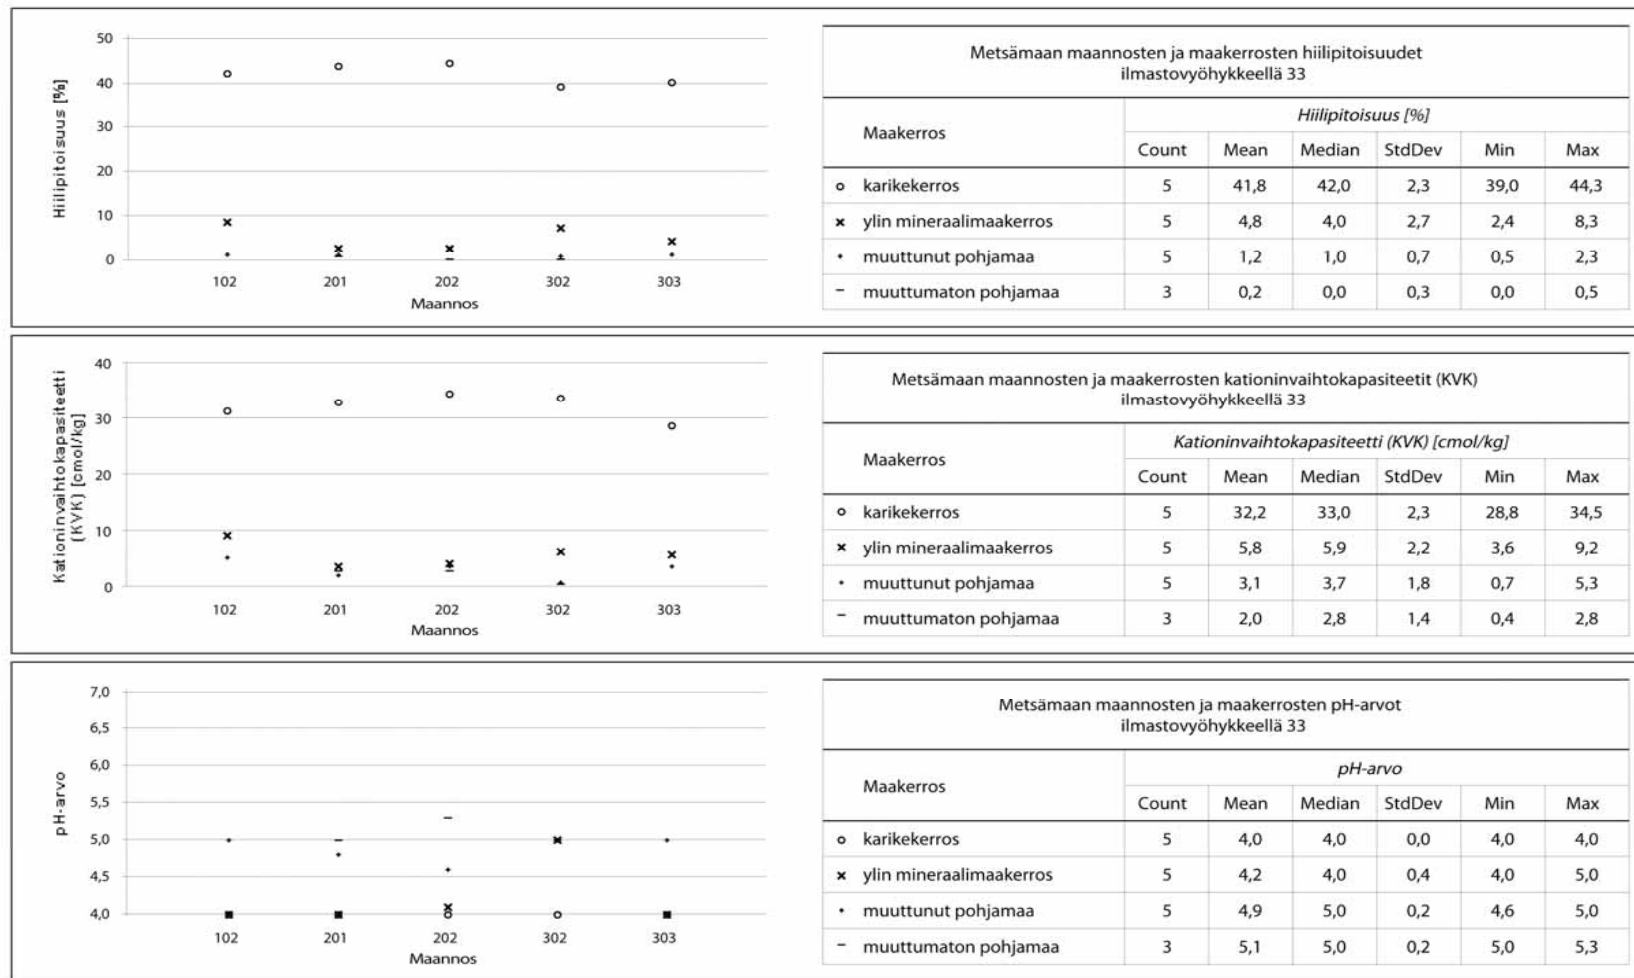 50
40
30
20
10
0
Hiilipitoisuus [%]
102 201 202 302 303
Maannos
Metsämaan maannosten ja maakerrosten hiilipitoisuudet
ilmastovyöhykkeellä 33
Maakerros
Hiilipitoisuus [%]
Count Mean Median StdDev Min Max
karikekerros 5 41,8 42,0 2,3 39,0 44,3
ylin mineraalimaakerros 5 4,8 4,0 2,7 2,4 8,3
muuttunut pohjamaa 5 1,2 1,0 0,7 0,5 2,3
muuttumaton pohjamaa 3 0,2 0,0 0,3 0,0 0,5
40
30
20
10
0
Kationinvaihtokapasiteetti
(KVK) [cmol/kg]
102 201 202 302 303
Maannos
Metsämaan maannosten ja maakerrosten kationinvaihtokapasiteetit (KVK)
ilmastovyöhykkeellä 33
Maakerros
Kationinvaihtokapasiteetti (KVK) [cmol/kg]
Count Mean Median StdDev Min Max
karikekerros 5 32,2 33,0 2,3 28,8 34,5
ylin mineraalimaakerros 5 5,8 5,9 2,2 3,6 9,2
muuttunut pohjamaa 5 3,1 3,7 1,8 0,7 5,3
muuttumaton pohjamaa 3 2,0 2,8 1,4 0,4 2,8
7,0
6,5
6,0
5,5
5,0
4,5
4,0
pH-arvo
102 201 202 302 303
Maannos
Metsämaan maannosten ja maakerrosten pH-arvot
ilmastovyöhykkeellä 33
Maakerros
pH-arvo
Count Mean Median StdDev Min Max
karikekerros 5 4,0 4,0 0,0 4,0 4,0
ylin mineraalimaakerros 5 4,2 4,0 0,4 4,0 5,0
muuttunut pohjamaa 5 4,9 5,0 0,2 4,6 5,0
muuttumaton pohjamaa 3 5,1 5,0 0,2 5,0 5,3